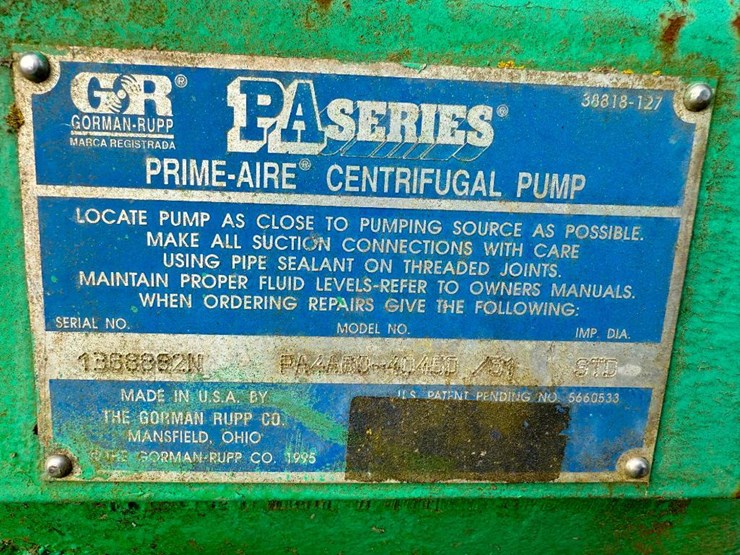 GR®
GORMAN-RUPP
MARCA REGISTRADA
PA SERIES®
38818-127
PRIME-AIRE® CENTRIFUGAL PUMP
LOCATE PUMP AS CLOSE TO PUMPING SOURCE AS POSSIBLE.
MAKE ALL SUCTION CONNECTIONS WITH CARE
USING PIPE SEALANT ON THREADED JOINTS.
MAINTAIN PROPER FLUID LEVELS-REFER TO OWNERS MANUALS.
WHEN ORDERING REPAIRS GIVE THE FOLLOWING:
SERIAL NO. MODEL NO. IMP. DIA.
STD
MADE IN U.S.A. BY
THE GORMAN RUPP CO.
MANSFIELD, OHIO
THE GORMAN-RUPP CO. 1995
U.S. PATENT PENDING NO. 5660533